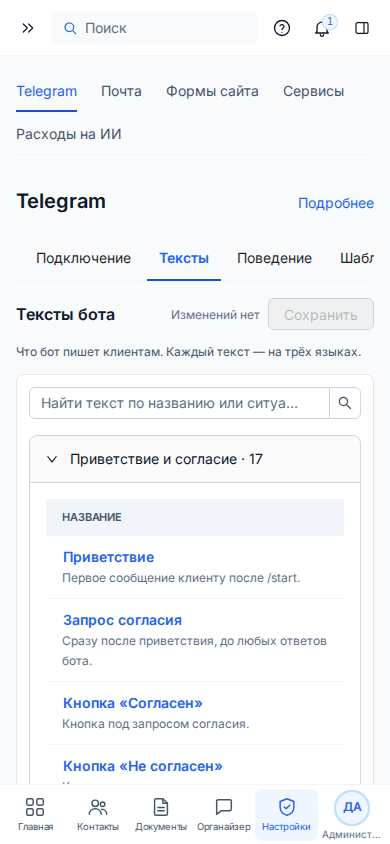 Поиск
1
Telegram Почта Формы сайта Сервисы
Расходы на ИИ
Telegram Подробнее
Подключение Тексты Поведение Шабл
Тексты бота Изменений нет Сохранить
Что бот пишет клиентам. Каждый текст — на трёх языках.
Найти текст по названию или ситуа...
Приветствие и согласие · 17
НАЗВАНИЕ
Приветствие
Первое сообщение клиенту после /start.
Запрос согласия
Сразу после приветствия, до любых ответов
бота.
Кнопка «Согласен»
Кнопка под запросом согласия.
Кнопка «Не согласен»
Главная Контакты Документы Органайзер Настройки ДА Админист...